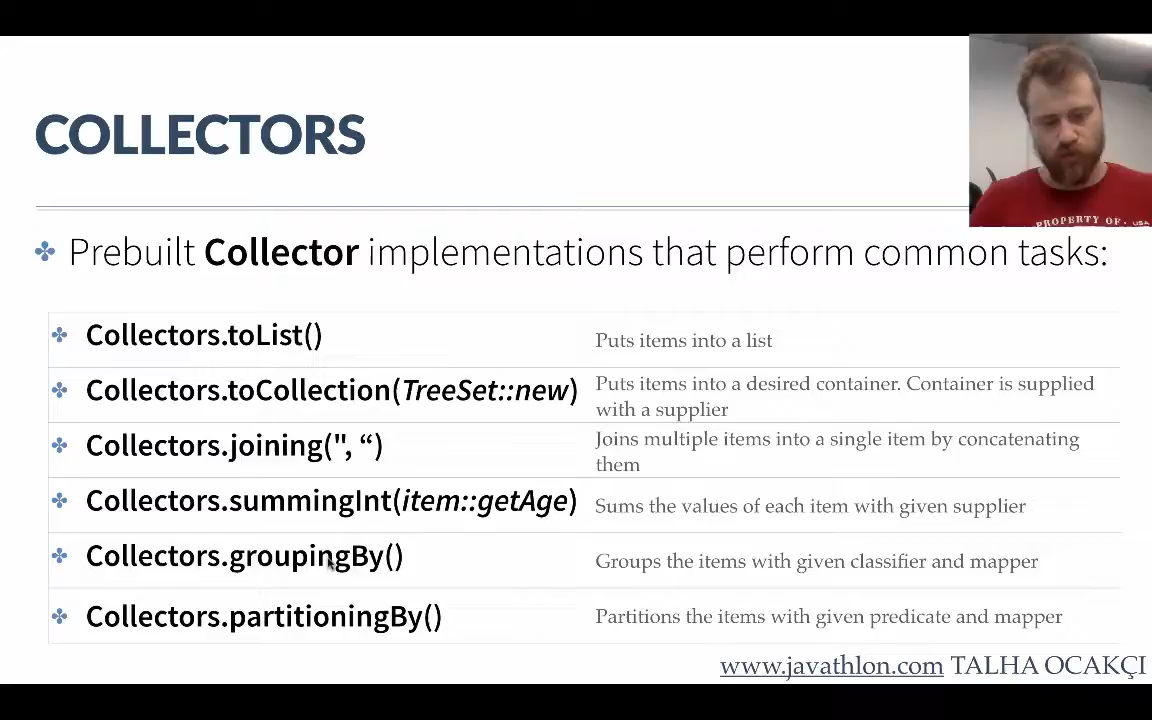 COLLECTORS
PROPERTY OF.
USA
Prebuilt Collector implementations that perform common tasks:
Collectors.toList()
Puts items into a list
Collectors.toCollection(TreeSet::new)
Puts items into a desired container. Container is supplied
with a supplier
Collectors.joining(", “)
Joins multiple items into a single item by concatenating
them
Collectors.summingInt(item::getAge)
Sums the values of each item with given supplier
Collectors.groupingBy()
Groups the items with given classifier and mapper
Collectors.partitioningBy()
Partitions the items with given predicate and mapper
www.javathlon.com TALHA OCAKÇI